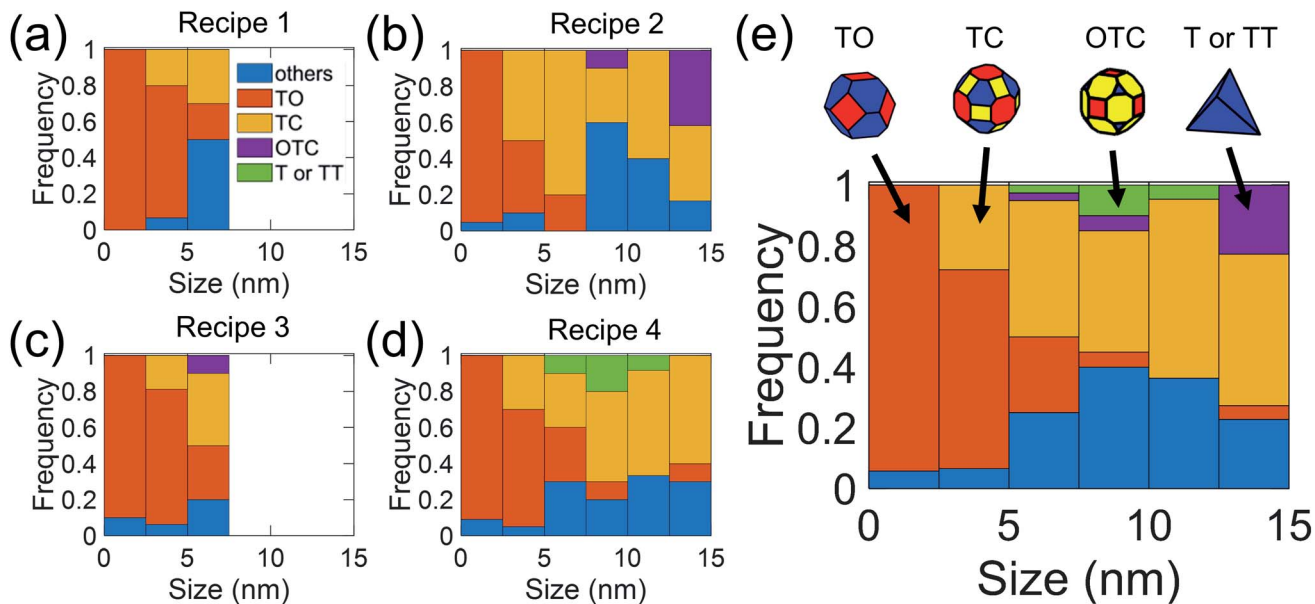 (a)
Recipe 1
Frequency
1
0.8
0.6
0.4
0.2
0
0
5
10
15
Size (nm)
others
TO
TC
OTC
T or TT
(b)
Recipe 2
Frequency
1
0.8
0.6
0.4
0.2
0
0
5
10
15
Size (nm)
(c)
Recipe 3
Frequency
1
0.8
0.6
0.4
0.2
0
0
5
10
15
Size (nm)
(d)
Recipe 4
Frequency
1
0.8
0.6
0.4
0.2
0
0
5
10
15
Size (nm)
(e)
TO
TC
OTC
T or TT
Frequency
1
0.8
0.6
0.4
0.2
0
0
5
10
15
Size (nm)